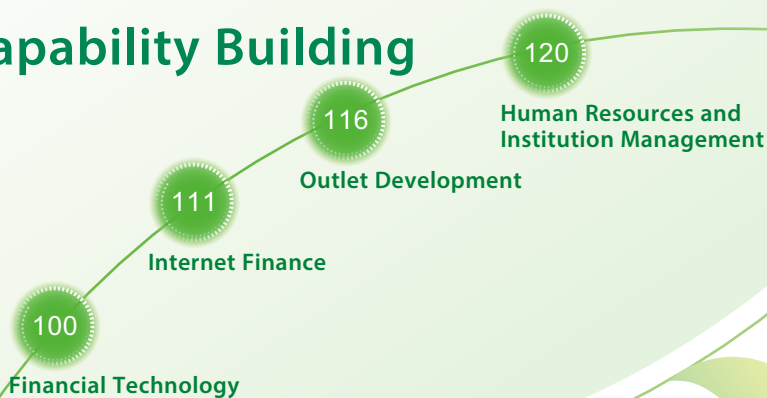 apability Building
120
Human Resources and
Institution Management
116
Outlet Development
111
Internet Finance
100
Financial Technology